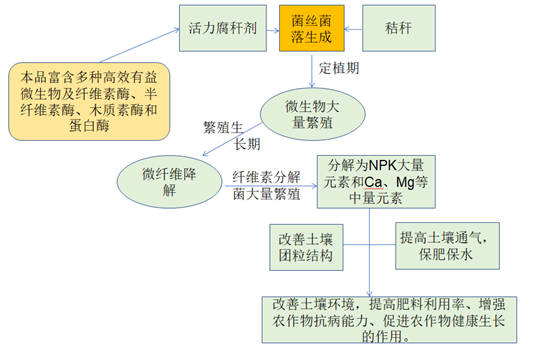 活力腐秆剂
菌丝菌
落生成
秸秆
本品富含多种高效有益
微生物及纤维素酶、半
纤维素酶、木质素酶和
蛋白酶
定植期
微生物大
量繁殖
繁殖生
长期
微纤维降
解
纤维素分解
菌大量繁殖
分解为NPK大量
元素和Ca、Mg等
中量元素
改善土壤
团粒结构
提高土壤通气，
保肥保水
改善土壤环境，提高肥料利用率、增强
农作物抗病能力、促进农作物健康生长
的作用。